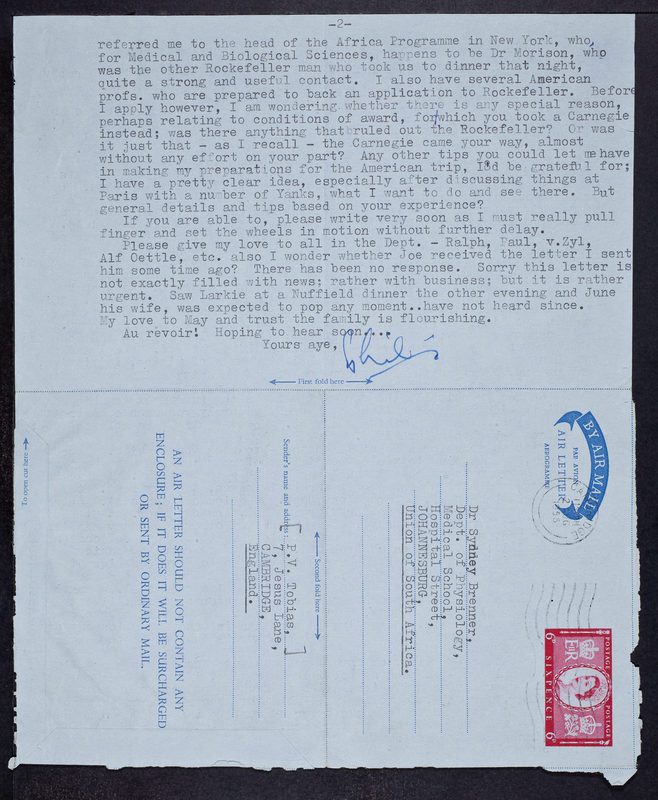 -2-
referred me to the head of the Africa Programme in New York, who,
for Medical and Biological Sciences, happens to be Dr Morison, who
was the other Rockefeller man who took us to dinner that night,
quite a strong and useful contact. I also have several American
profs. who are prepared to back an application to Rockefeller. Before
I apply however, I am wondering whether there is any special reason,
perhaps relating to conditions of award, for/which you took a Carnegie
instead; was there anything that ruled out the Rockefeller? Or was
it just that - as I recall - the Carnegie came your way, almost
without any effort on your part? Any other tips you could let me have
in making my preparations for the American trip, I'd be grateful for;
I have a pretty clear idea, especially after discussing things at
Paris with a number of Yanks, what I want to do and see there. But
general details and tips based on your experience?
If you are able to, please write very soon as I must really pull
finger and set the wheels in motion without further delay.
Please give my love to all in the Dept. - Ralph, Paul, v.Zyl,
Alf Oettle, etc. also I wonder whether Joe received the letter I sent
him some time ago? There has been no response. Sorry this letter is
not exactly filled with news; rather with business; but it is rather
urgent. Saw Larkie at a Nuffield dinner the other evening and June
his wife, was expected to pop any moment..have not heard since.
My love to May and trust the family is flourishing.
Au revoir! Hoping to hear soon....
Yours aye,
Philip
First fold here
BY AIR MAIL
PAR AVION
AIR LETTER
AEROGRAMME
POSTAGE
POSTAGE
EIIR
6D SIXPENCE 6D
Dr Sydney Brenner,
Dept. of Physiology,
Medical School,
Hospital Street,
JOHANNESBURG,
Union of South Africa.
Second fold here
Sender's name and address:
[P.V. Tobias,]
7, Jesus Lane,
CAMBRIDGE,
England.
AN AIR LETTER SHOULD NOT CONTAIN ANY
ENCLOSURE; IF IT DOES IT WILL BE SURCHARGED
OR SENT BY ORDINARY MAIL.
To open cut here